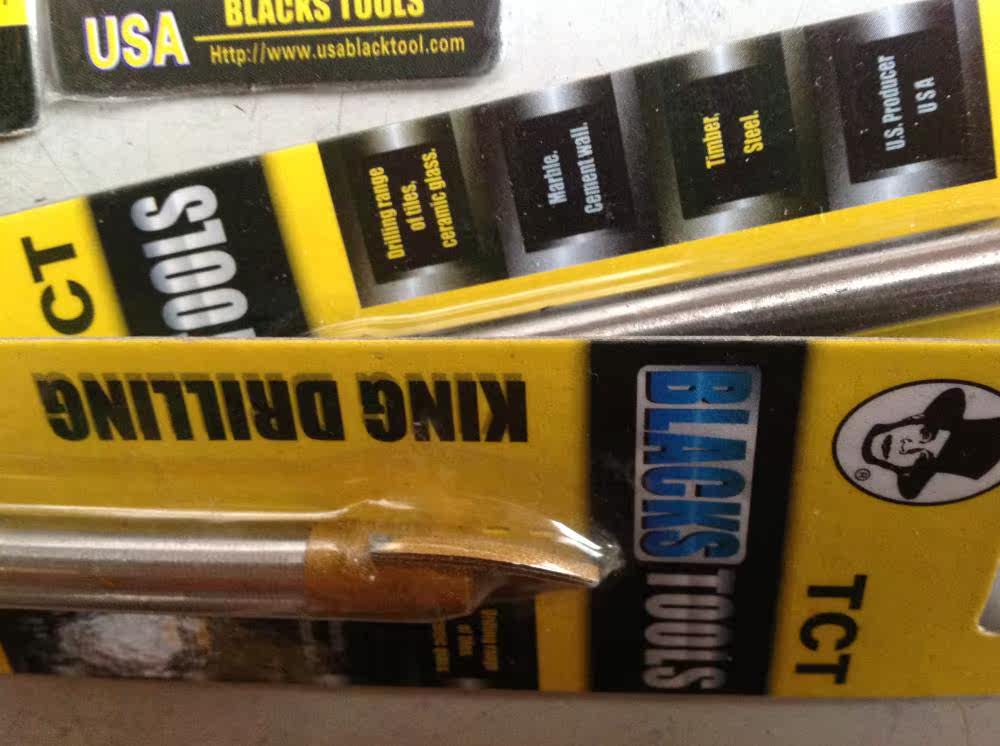 BLACKS TOOLS
USA
Http://www.usablacktool.com
Drilling range
of tiles.
ceramic glass.
Marble.
Cement wall.
Timber.
Steel.
U.S. Producer
USA
TOOLS
TCT
KING DRILLING
BLACKS TOOLS
®
TCT